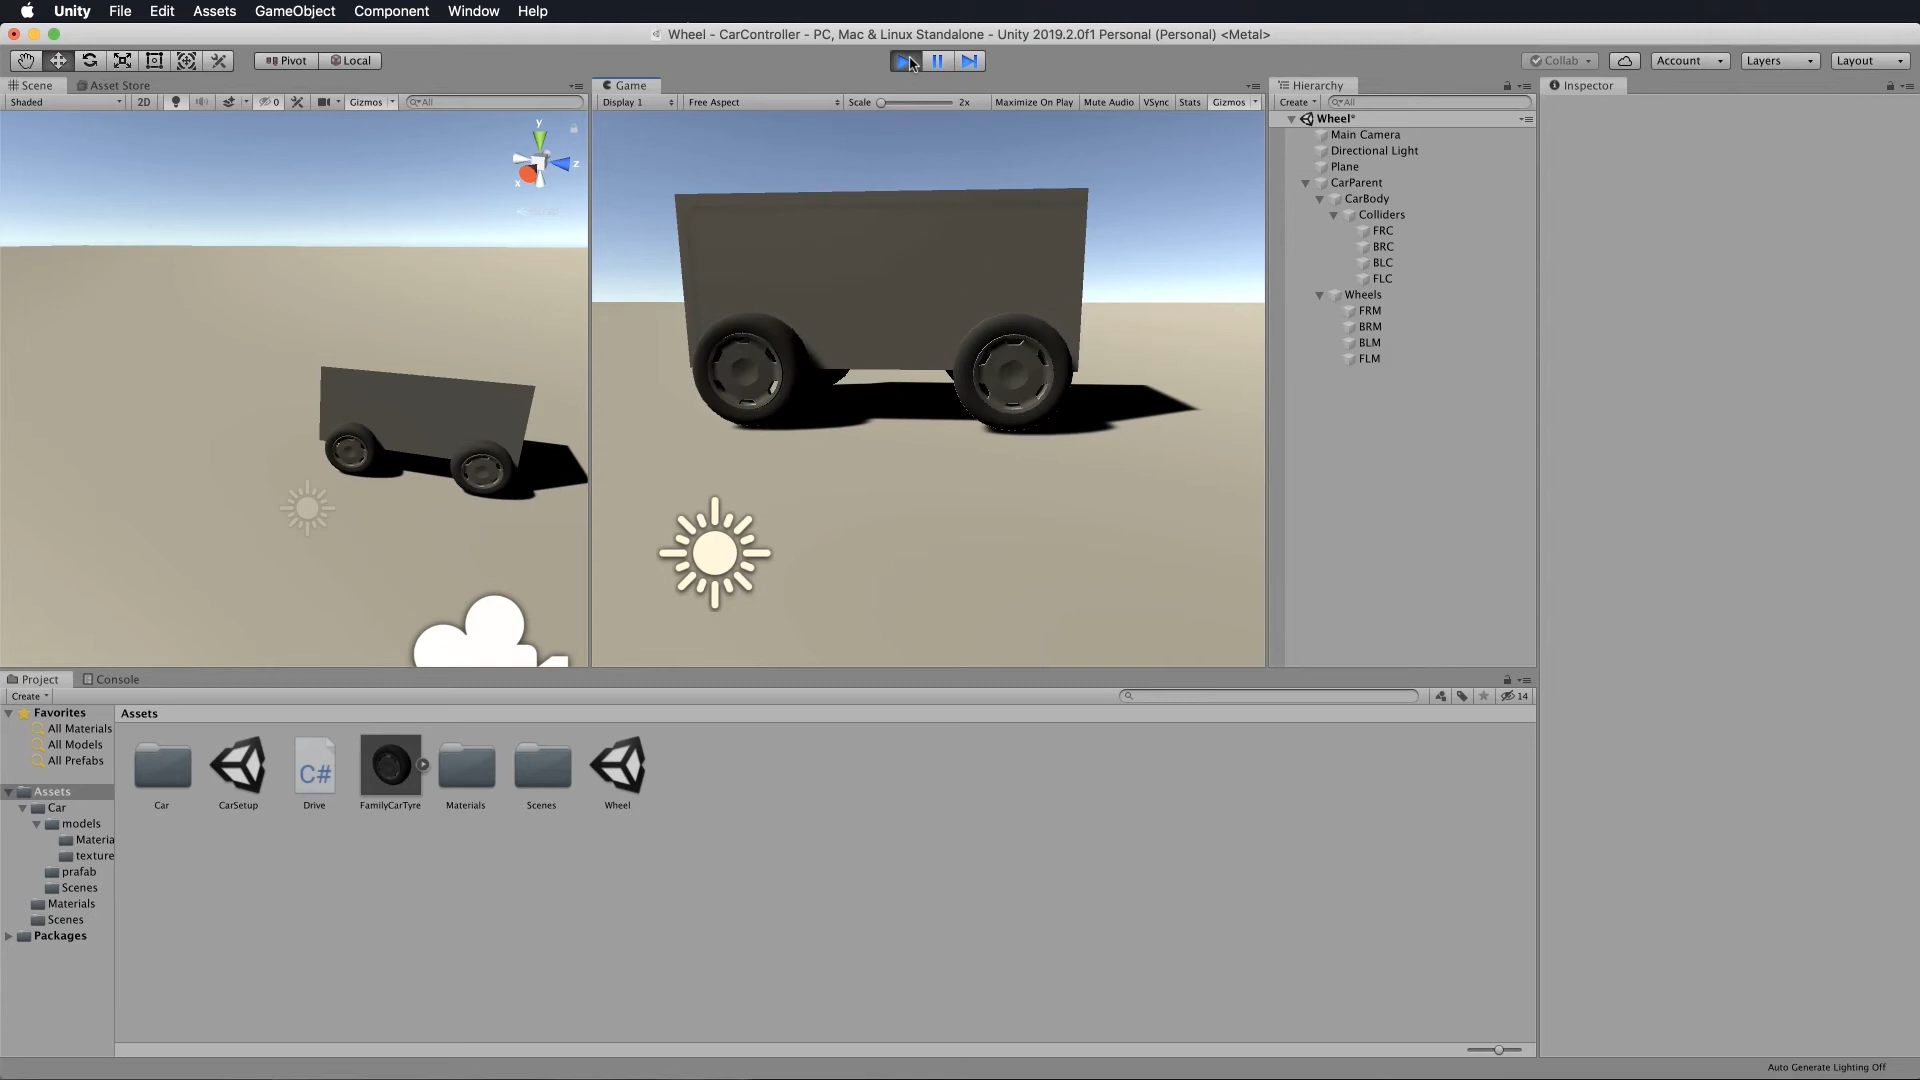 Unity File Edit Assets GameObject Component Window Help
Wheel - CarController - PC, Mac & Linux Standalone - Unity 2019.2.0f1 Personal (Personal) <Metal>
Pivot Local Collab Account Layers Layout
Scene Asset Store Game Hierarchy Inspector
Shaded 2D 0 Gizmos All Display 1 Free Aspect Scale 2x Maximize On Play Mute Audio VSync Stats Gizmos Create All
Wheel*
Main Camera
Directional Light
Plane
CarParent
CarBody
Colliders
FRC
BRC
BLC
FLC
Wheels
FRM
BRM
BLM
FLM
y
z
x
Project Console
Create 14
Favorites
All Materials
All Models
All Prefabs
Assets
Car
models
Materia
texture
prafab
Scenes
Materials
Scenes
Packages
Assets
C#
Car CarSetup Drive FamilyCarTyre Materials Scenes Wheel
Auto Generate Lighting Off